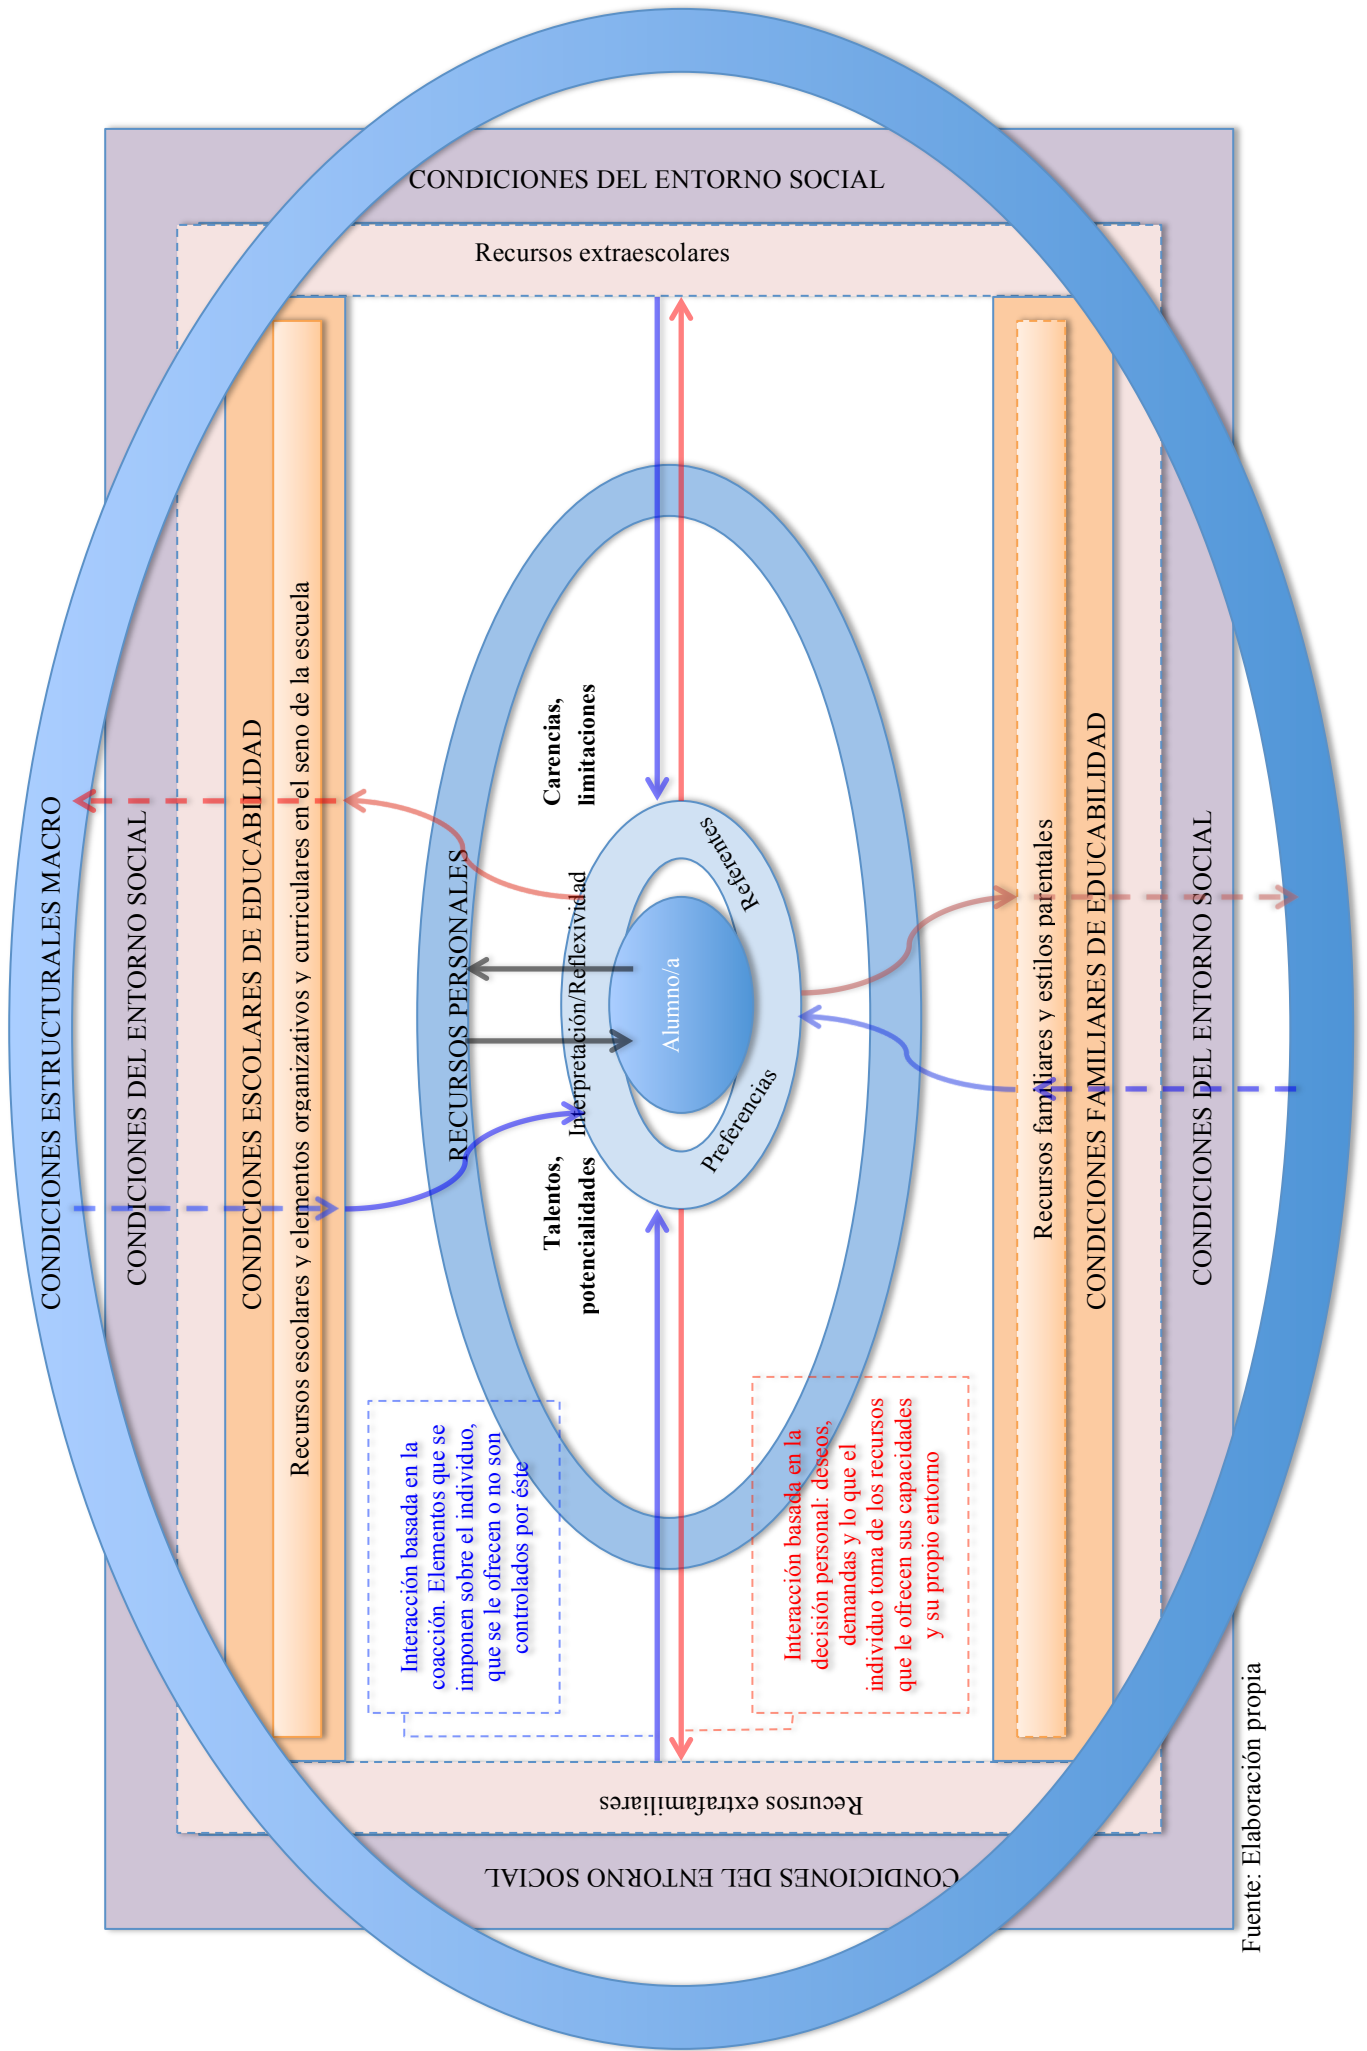 CONDICIONES ESTRUCTURALES MACRO
CONDICIONES DEL ENTORNO SOCIAL
CONDICIONES ESCOLARES DE EDUCABILIDAD
Recursos escolares y elementos organizativos y curriculares en el seno de la escuela
CONDICIONES DEL ENTORNO SOCIAL
Recursos extrafamiliares
Interacción basada en la
coacción. Elementos que se
imponen sobre el individuo,
que se le ofrecen o no son
controlados por éste
RECURSOS PERSONALES
Talentos,
potencialidades
Carencias,
limitaciones
Interpretación/Reflexividad
Alumno/a
Preferencias
Referentes
Interacción basada en la
decisión personal: deseos,
demandas y lo que el
individuo toma de los recursos
que le ofrecen sus capacidades
y su propio entorno
Recursos extraescolares
CONDICIONES DEL ENTORNO SOCIAL
Recursos familiares y estilos parentales
CONDICIONES FAMILIARES DE EDUCABILIDAD
CONDICIONES DEL ENTORNO SOCIAL
Fuente: Elaboración propia